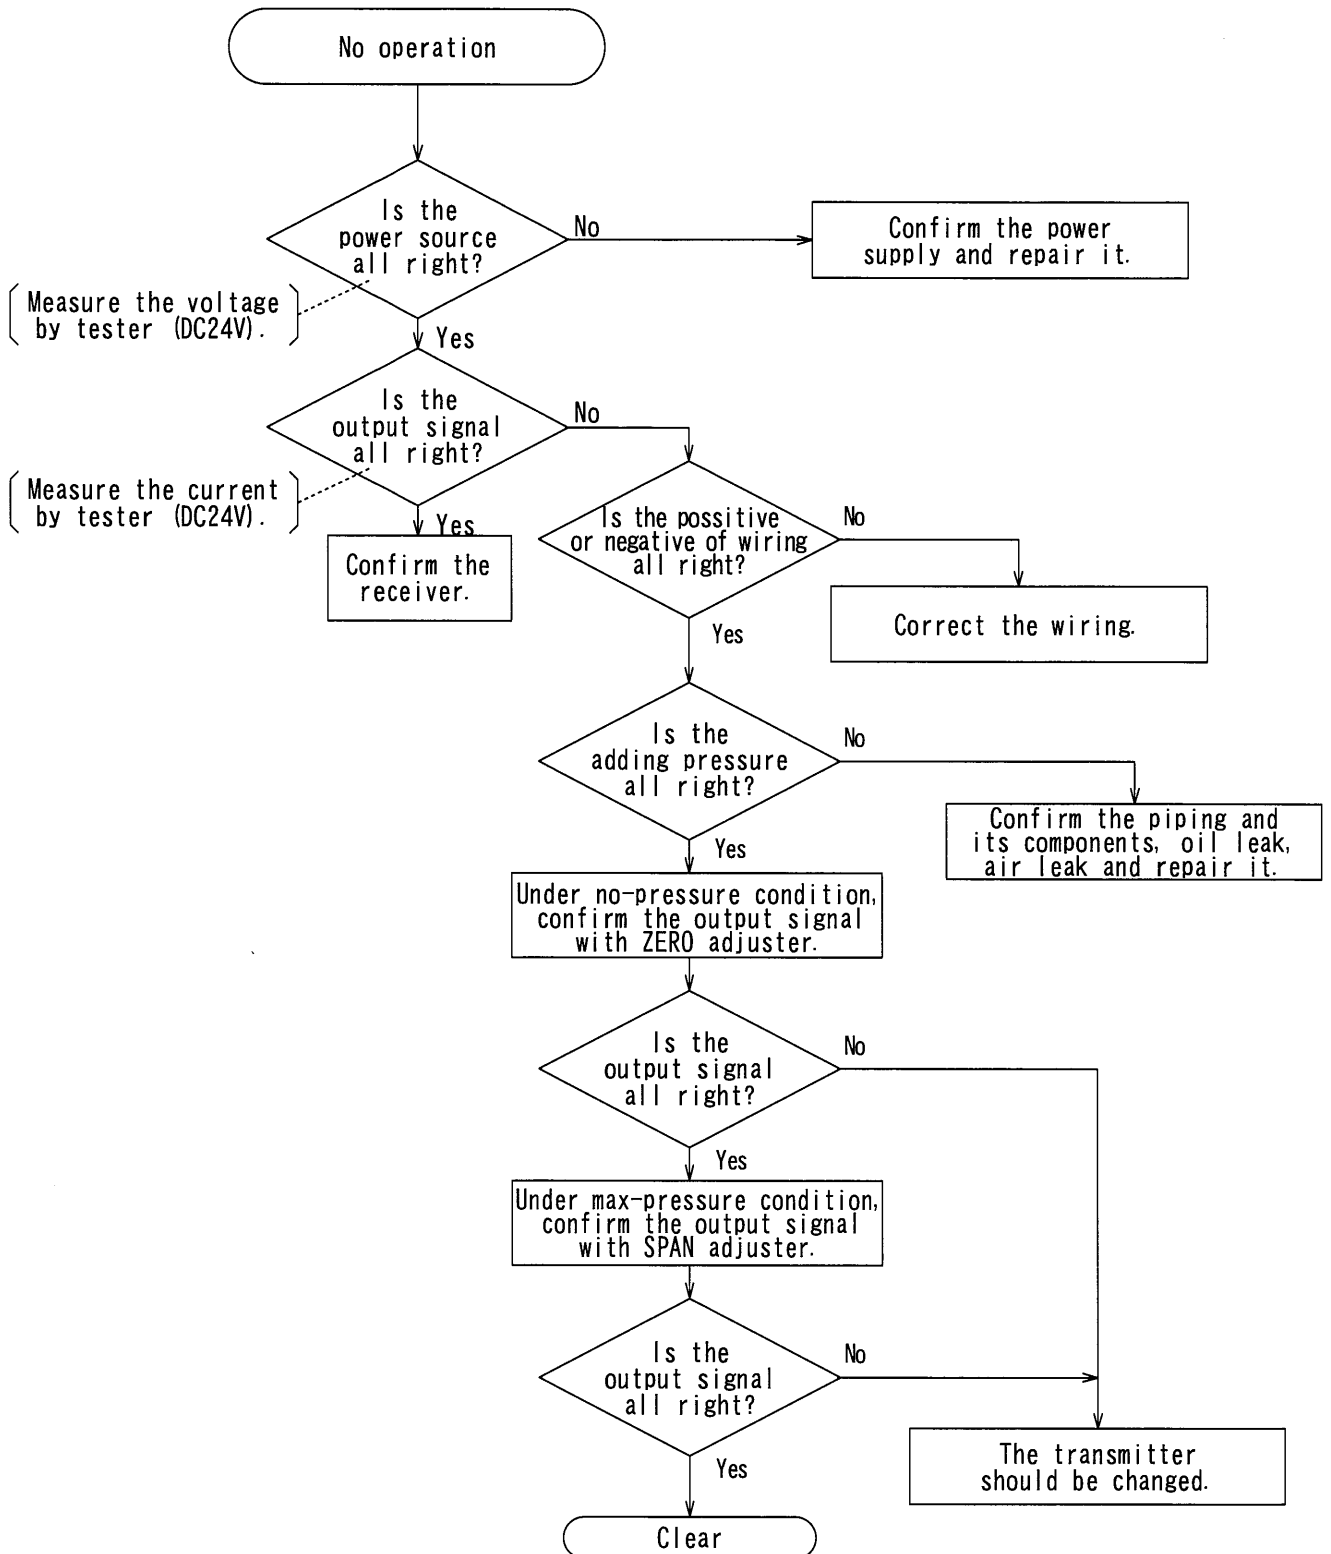 No operation
Is the
power source
all right?
No
Confirm the power
supply and repair it.
Measure the voltage
by tester (DC24V).
Yes
Is the
output signal
all right?
No
Measure the current
by tester (DC24V).
Yes
Confirm the
receiver.
Is the possitive
or negative of wiring
all right?
No
Correct the wiring.
Yes
Is the
adding pressure
all right?
No
Confirm the piping and
its components, oil leak,
air leak and repair it.
Yes
Under no-pressure condition,
confirm the output signal
with ZERO adjuster.
Is the
output signal
all right?
No
Yes
Under max-pressure condition,
confirm the output signal
with SPAN adjuster.
Is the
output signal
all right?
No
The transmitter
should be changed.
Yes
Clear